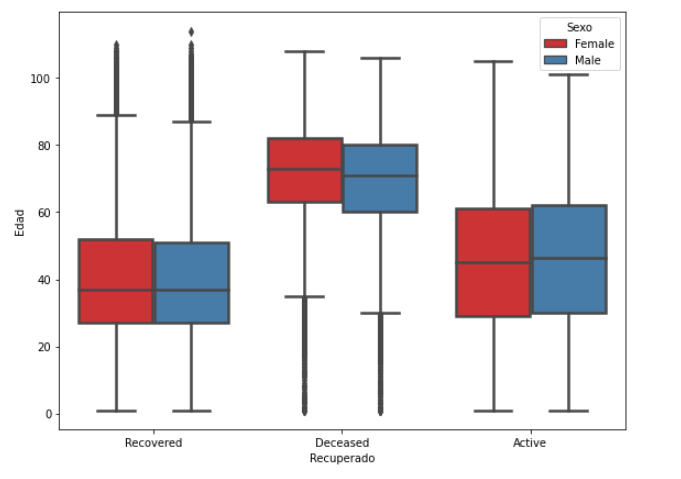 Sexo
Female
Male
100
80
60
40
20
0
Edad
Recovered
Deceased
Active
Recuperado